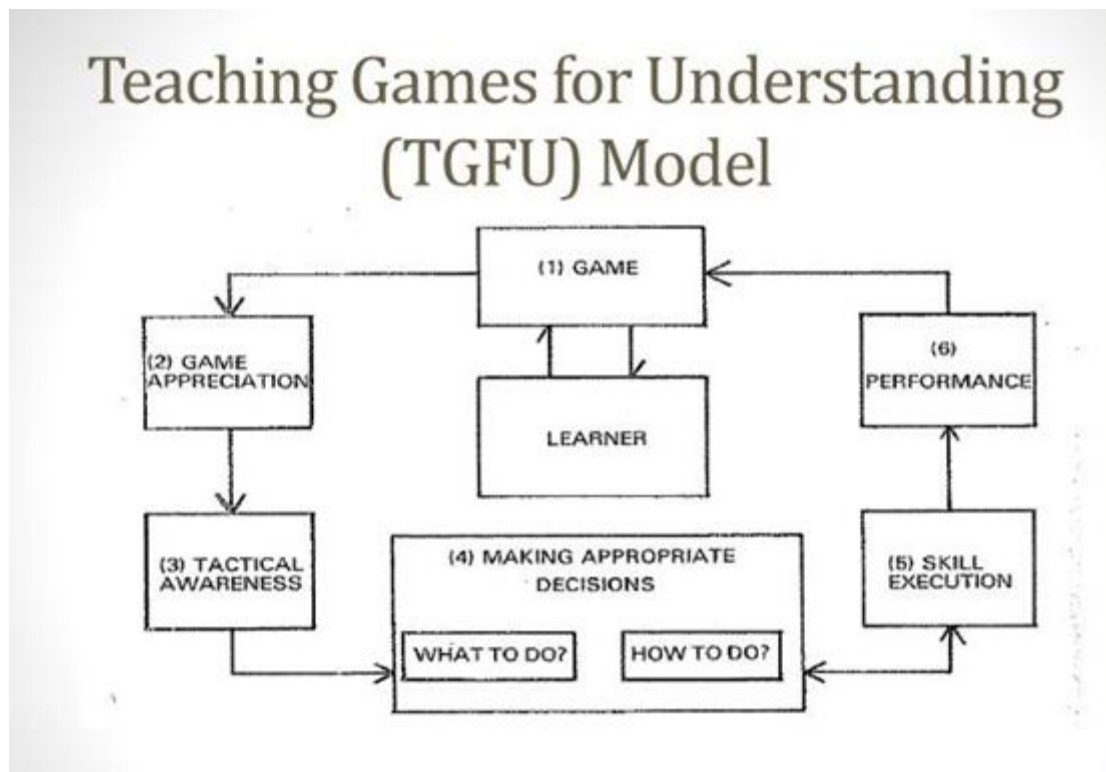 Teaching Games for Understanding
(TGFU) Model
(1) GAME
(2) GAME
APPRECIATION
LEARNER
(6)
PERFORMANCE
(3) TACTICAL
AWARENESS
(4) MAKING APPROPRIATE
DECISIONS
WHAT TO DO?
HOW TO DO?
(5) SKILL
EXECUTION